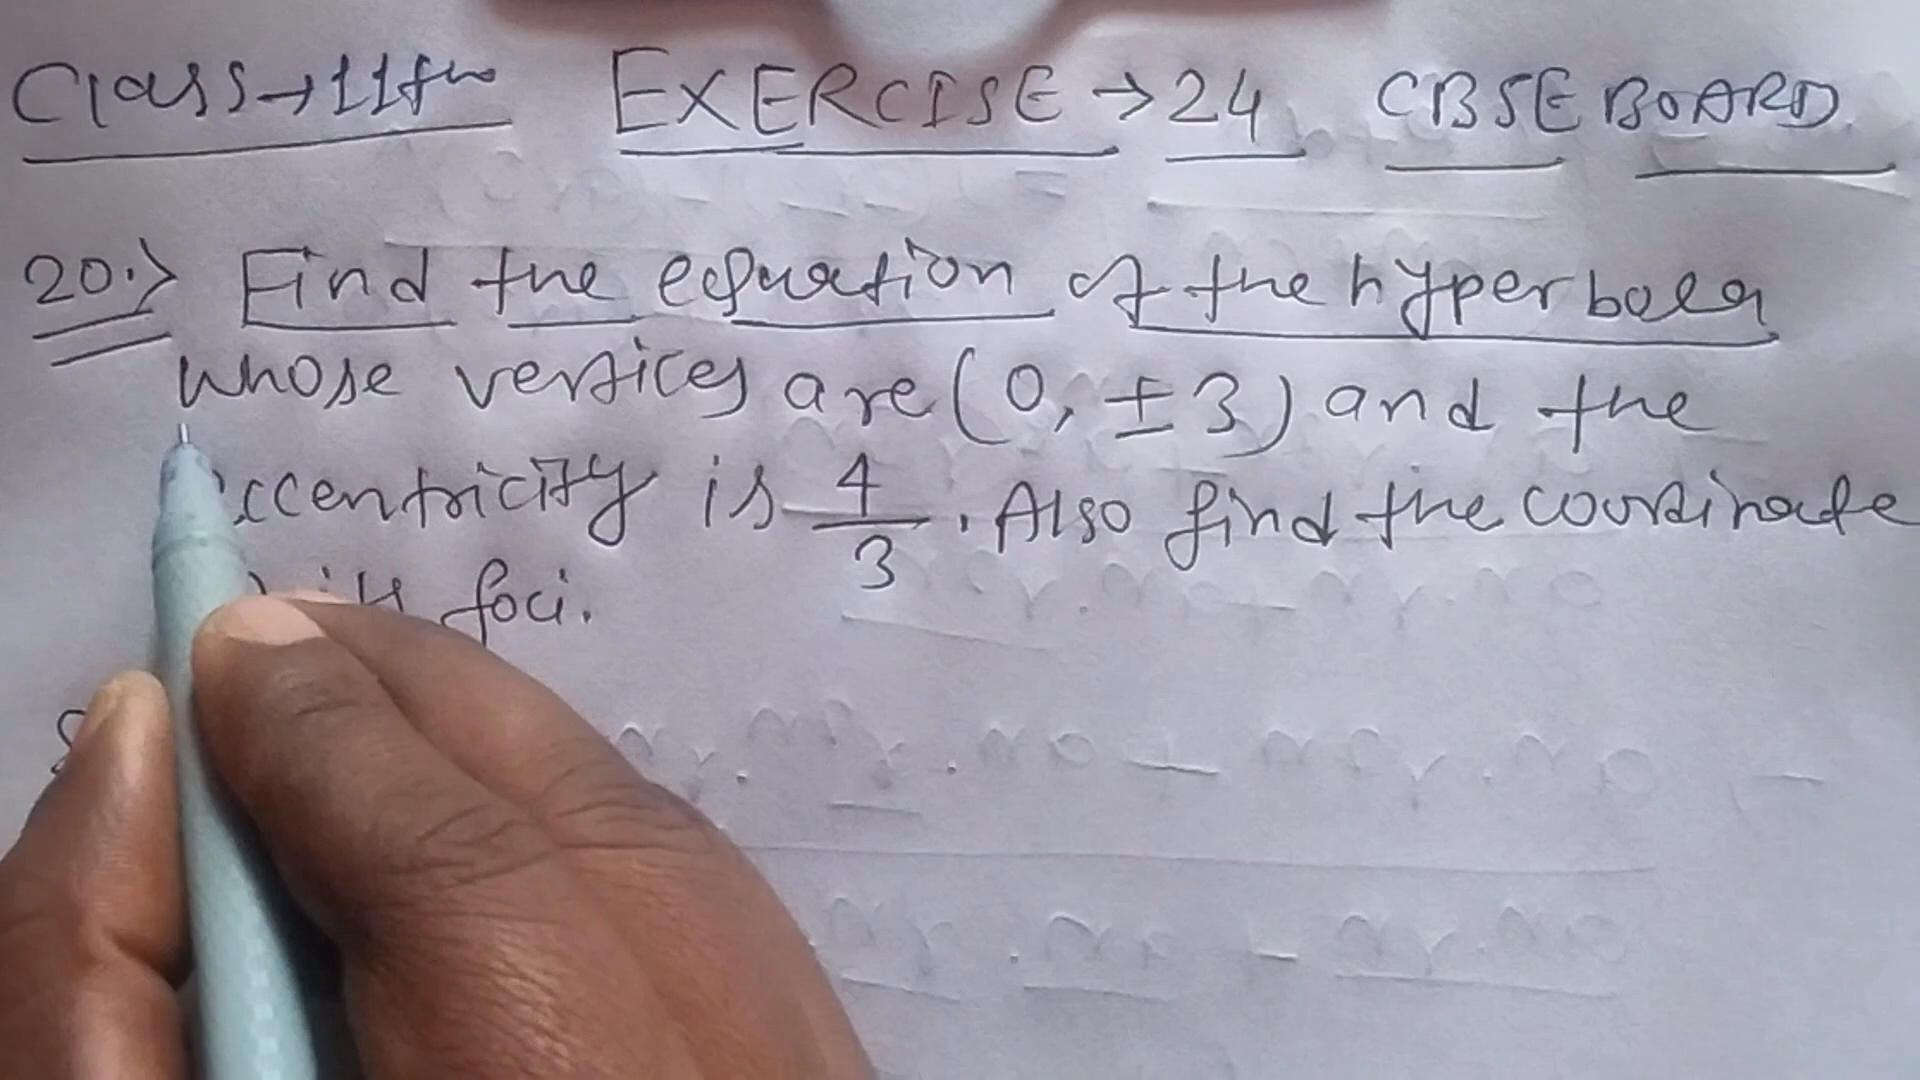 Class→11th EXERCISE→24 CBSE BOARD
20.> Find the equation of the hyperbola
whose vertices are (0, ±3) and the
eccentricity is 4/3. Also find the coordinate
foci.